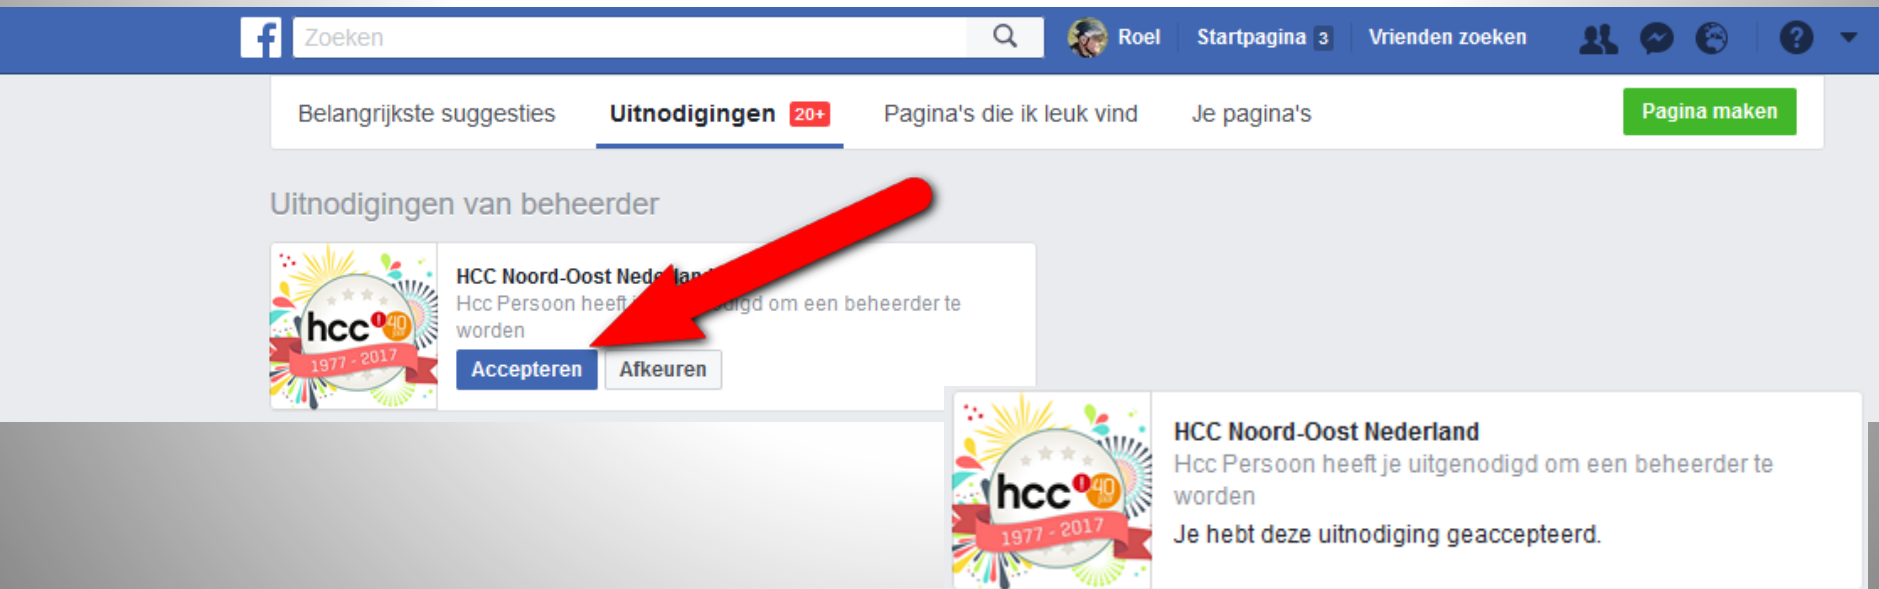 f Zoeken Roel Startpagina 3 Vrienden zoeken ?
Belangrijkste suggesties Uitnodigingen 20+ Pagina's die ik leuk vind Je pagina's Pagina maken
Uitnodigingen van beheerder
hcc! 40 jaar
1977 - 2017
HCC Noord-Oost
Hcc Persoon heeft om een beheerder te
worden
Accepteren Afkeuren
hcc! 40 jaar
1977 - 2017
HCC Noord-Oost Nederland
Hcc Persoon heeft je uitgenodigd om een beheerder te
worden
Je hebt deze uitnodiging geaccepteerd.